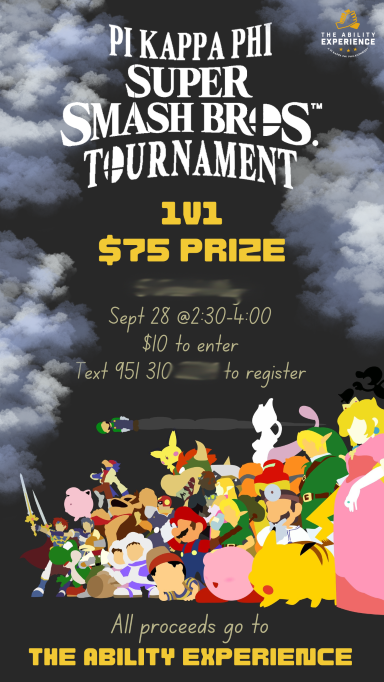 THE ABILITY
EXPERIENCE
PI KAPPA PHI
SUPER
SMASH BROS.™
TOURNAMENT
1V1
$75 PRIZE
Sept 28 @2:30-4:00
$10 to enter
Text 951 310 to register
All proceeds go to
THE ABILITY EXPERIENCE